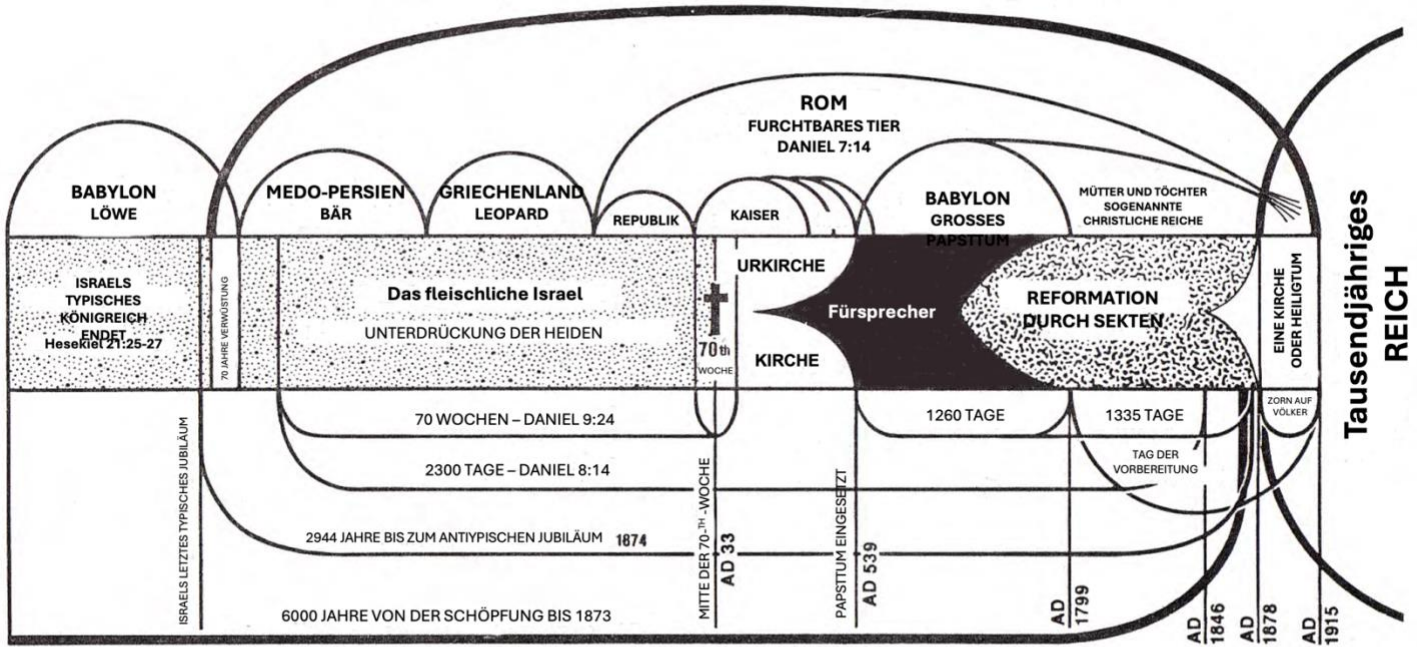 ROM
FURCHTBARES TIER
DANIEL 7:14
BABYLON
LÖWE
MEDO-PERSIEN
BÄR
GRIECHENLAND
LEOPARD
REPUBLIK
KAISER
BABYLON
GROSSES
PAPSTTUM
MÜTTER UND TÖCHTER
SOGENANNTE
CHRISTLICHE REICHE
ISRAELS
TYPISCHES
KÖNIGREICH
ENDET
Hesekiel 21:25-27
70 JAHRE VERWÜSTUNG
Das fleischliche Israel
UNTERDRÜCKUNG DER HEIDEN
70th
WOCHE
URKIRCHE
KIRCHE
Fürsprecher
REFORMATION
DURCH SEKTEN
EINE KIRCHE
ODER HEILIGTUM
Tausendjähriges
REICH
70 WOCHEN – DANIEL 9:24
2300 TAGE – DANIEL 8:14
2944 JAHRE BIS ZUM ANTIYPISCHEN JUBILÄUM 1874
6000 JAHRE VON DER SCHÖPFUNG BIS 1873
ISRAELS LETZTES TYPISCHES JUBILÄUM
MITTE DER 70-TH -WOCHE
AD 33
PAPSTTUM EINGESETZT
AD 539
1260 TAGE
1335 TAGE
ZORN AUF
VÖLKER
TAG DER
VORBEREITUNG
AD
1799
AD
1846
AD
1878
AD
1915